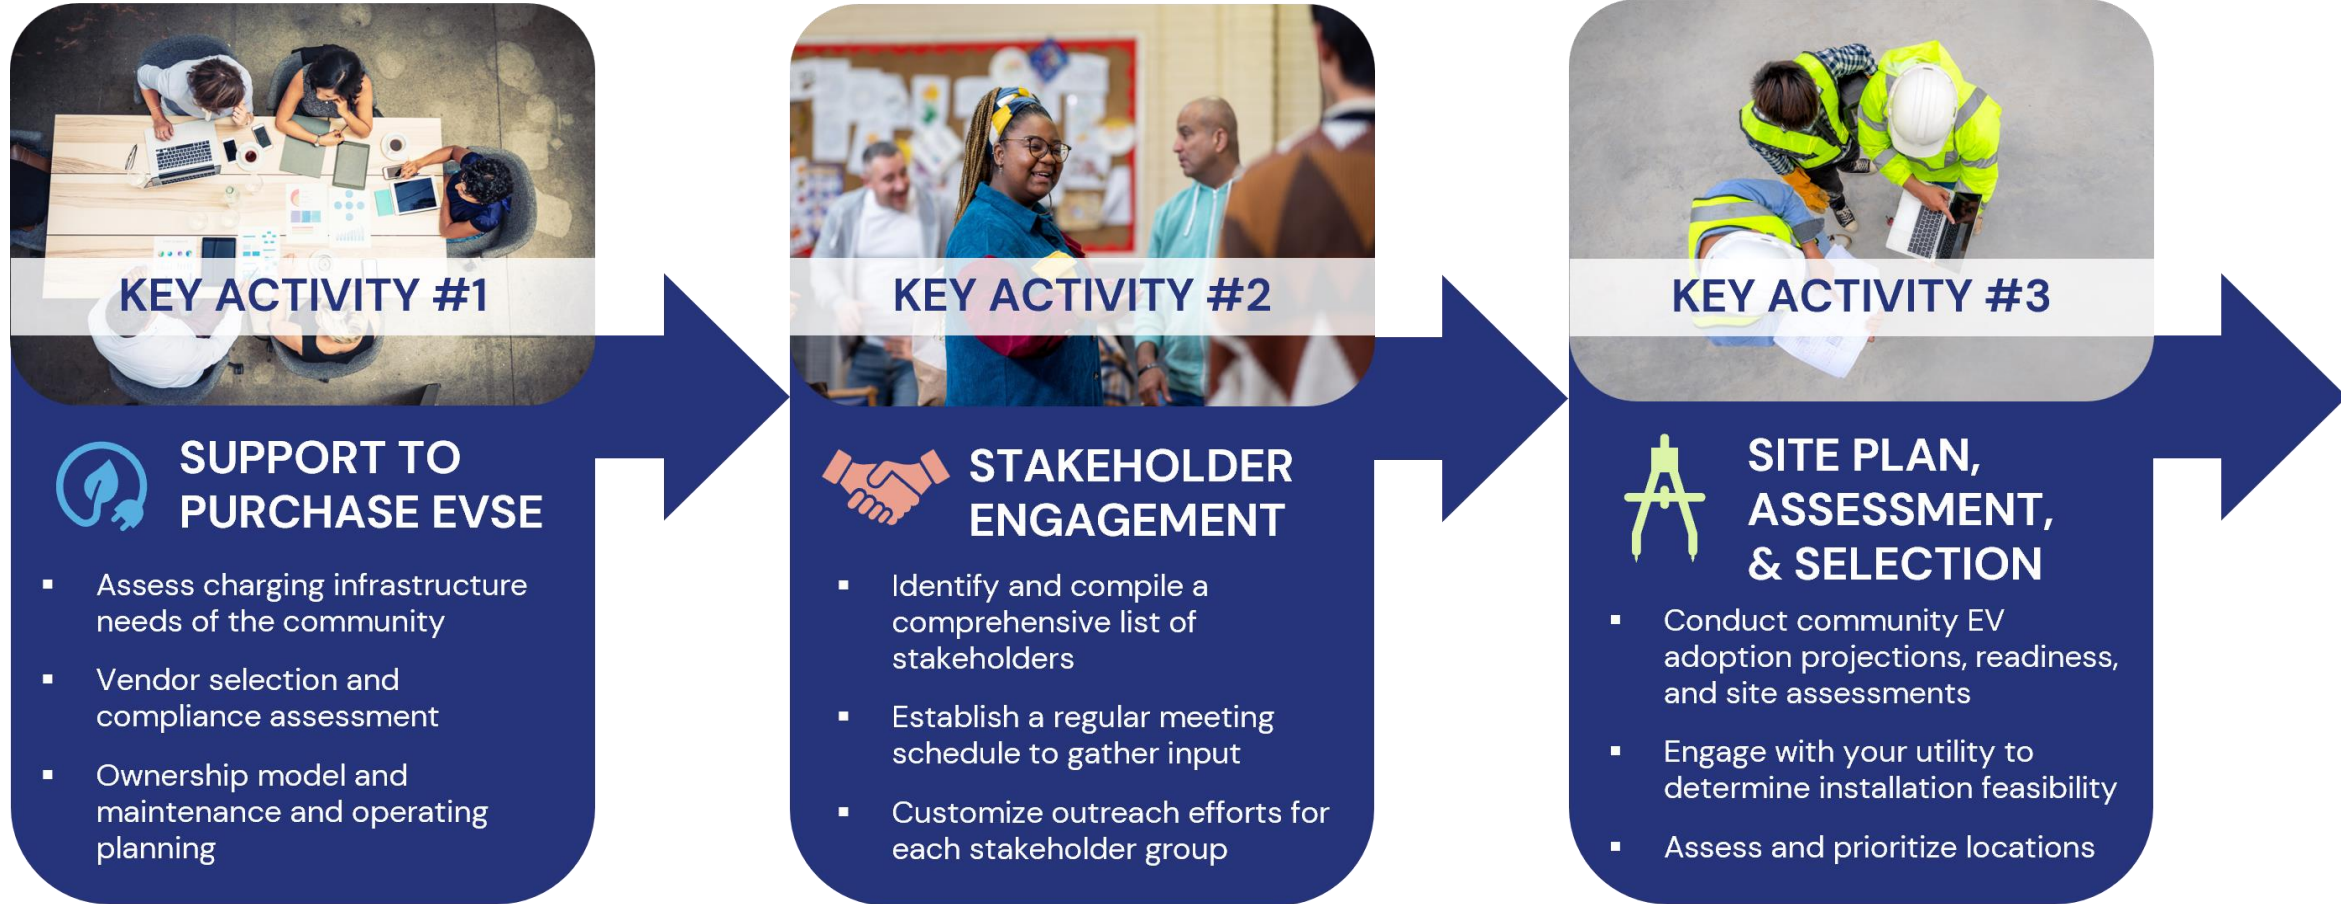 KEY ACTIVITY #1
SUPPORT TO
PURCHASE EVSE
▪ Assess charging infrastructure
needs of the community
▪ Vendor selection and
compliance assessment
▪ Ownership model and
maintenance and operating
planning
KEY ACTIVITY #2
STAKEHOLDER
ENGAGEMENT
▪ Identify and compile a
comprehensive list of
stakeholders
▪ Establish a regular meeting
schedule to gather input
▪ Customize outreach efforts for
each stakeholder group
KEY ACTIVITY #3
SITE PLAN,
ASSESSMENT,
& SELECTION
▪ Conduct community EV
adoption projections, readiness,
and site assessments
▪ Engage with your utility to
determine installation feasibility
▪ Assess and prioritize locations